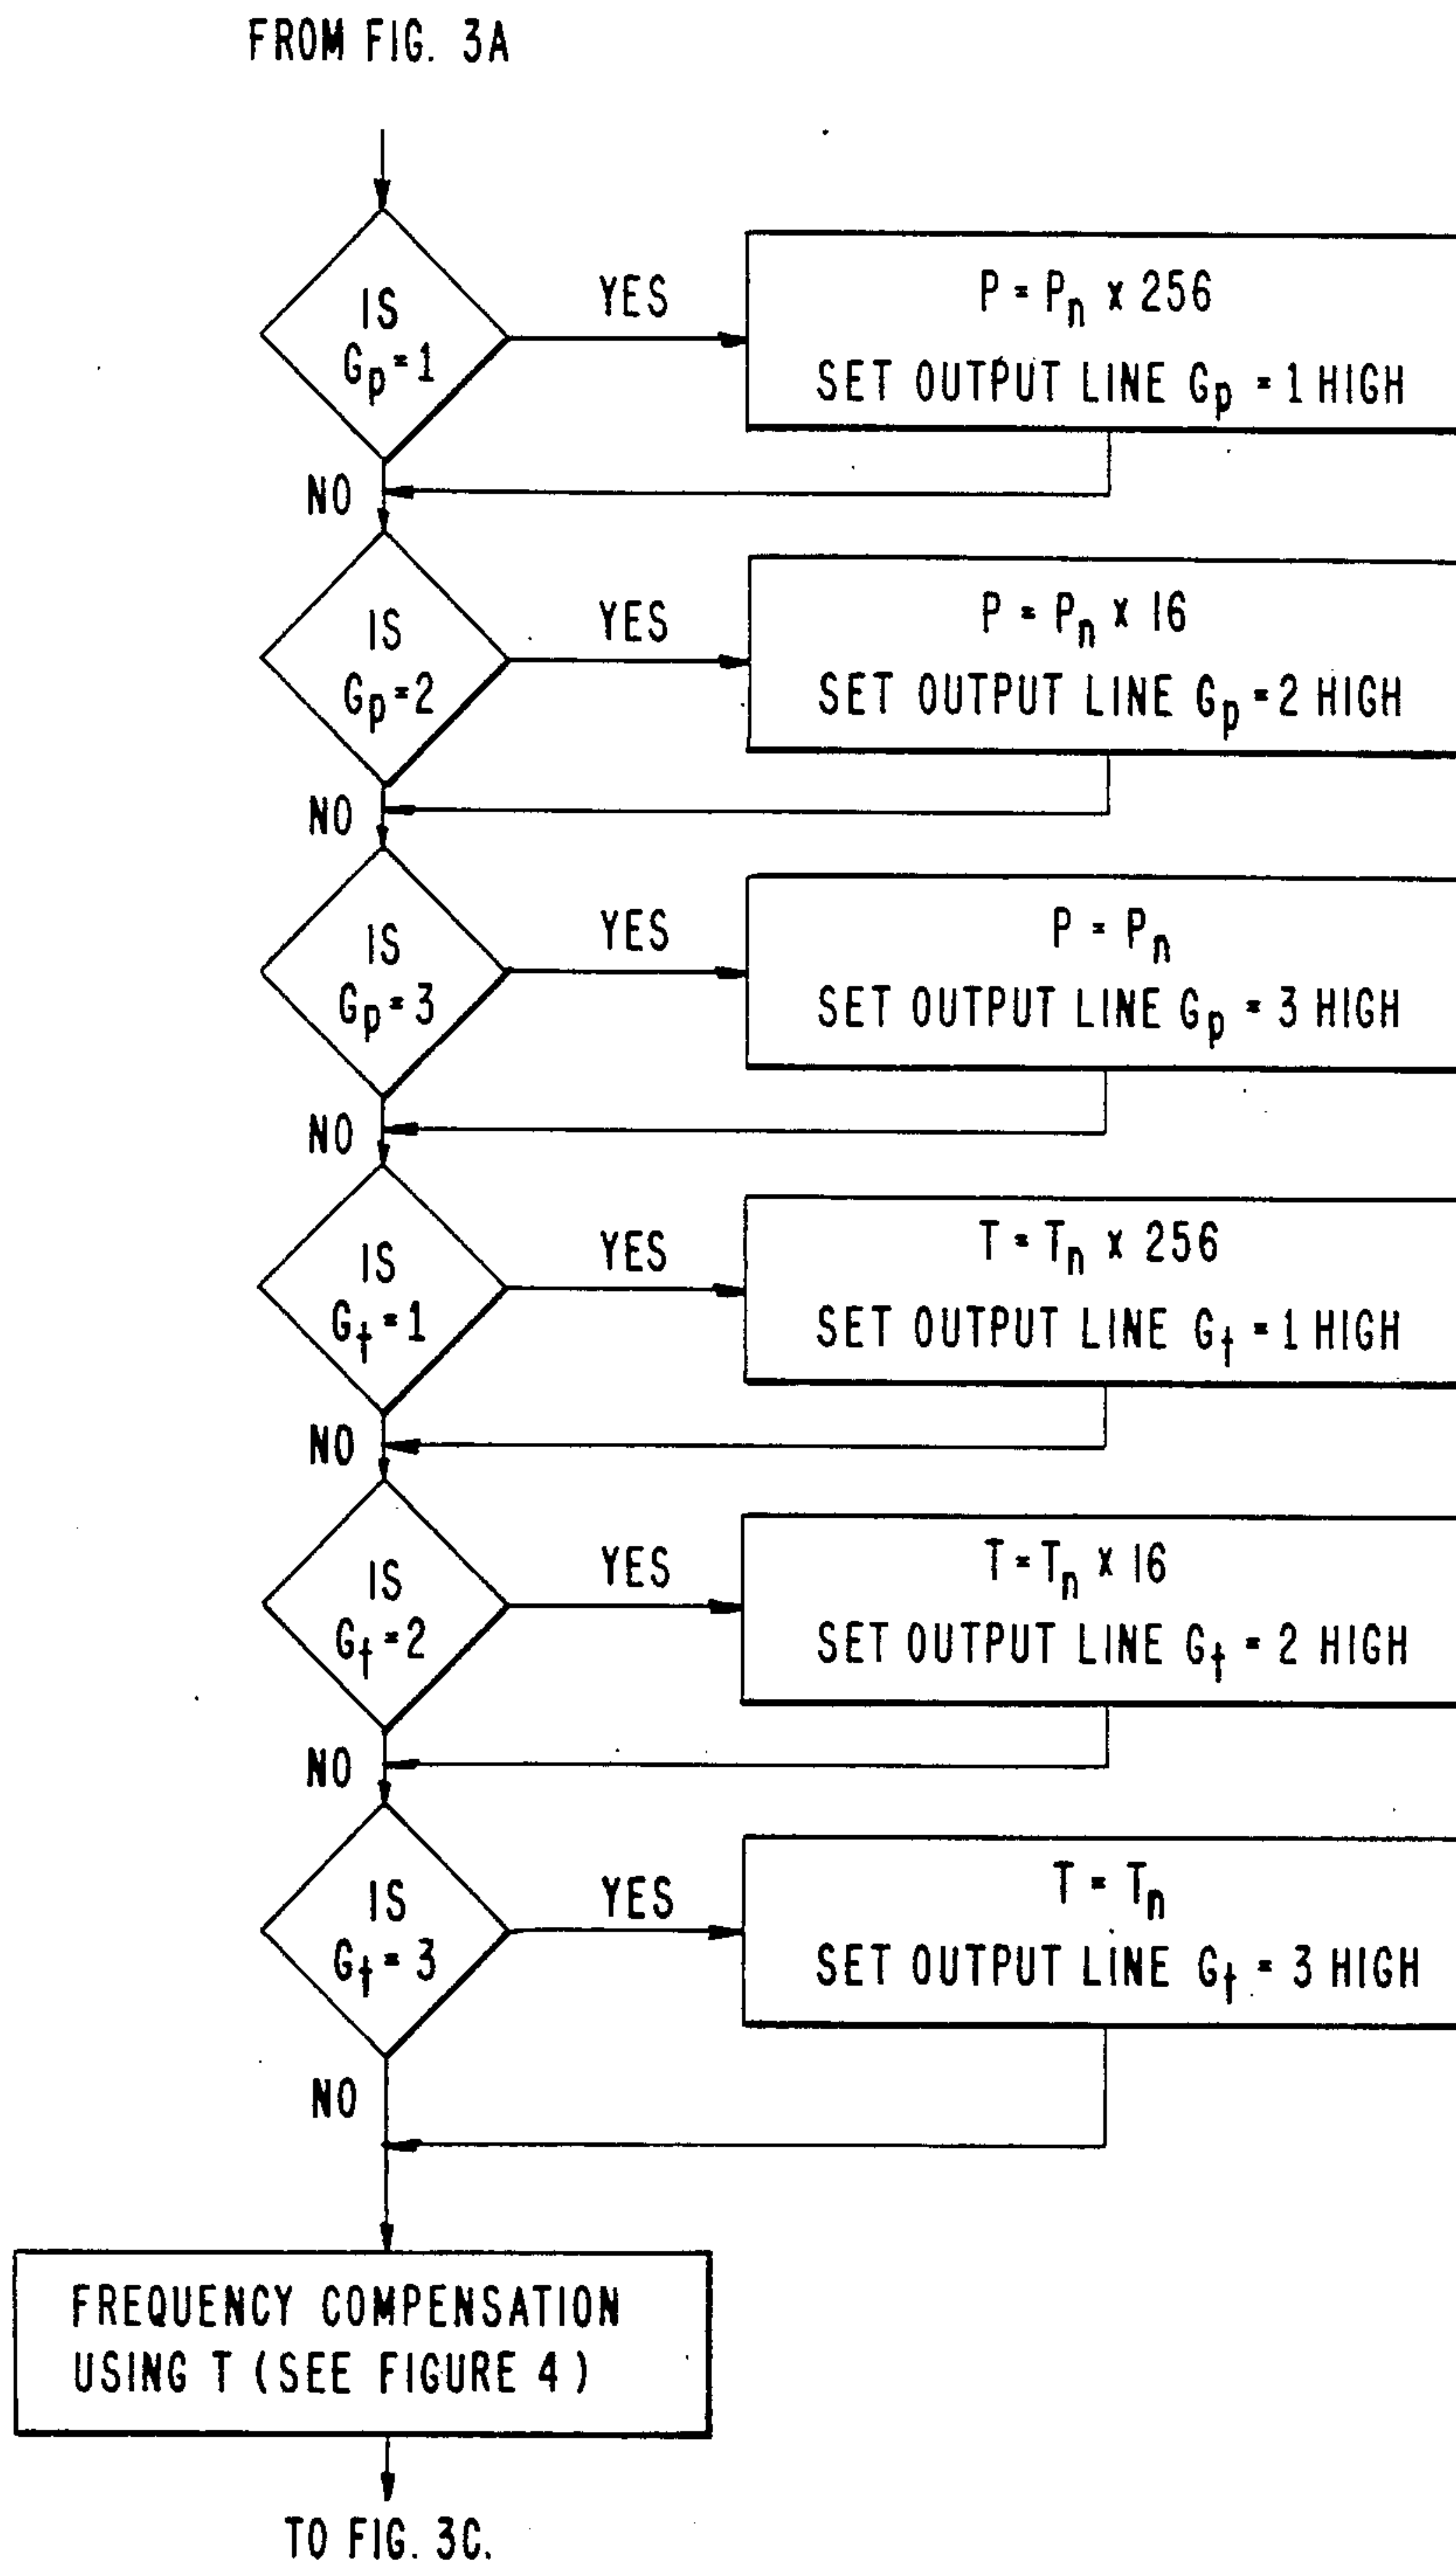 FROM FIG. 3A
IS
Gp = 1
YES
P = Pn x 256
SET OUTPUT LINE Gp = 1 HIGH
NO
IS
Gp = 2
YES
P = Pn x 16
SET OUTPUT LINE Gp = 2 HIGH
NO
IS
Gp = 3
YES
P = Pn
SET OUTPUT LINE Gp = 3 HIGH
NO
IS
Gt = 1
YES
T = Tn x 256
SET OUTPUT LINE Gt = 1 HIGH
NO
IS
Gt = 2
YES
T = Tn x 16
SET OUTPUT LINE Gt = 2 HIGH
NO
IS
Gt = 3
YES
T = Tn
SET OUTPUT LINE Gt = 3 HIGH
NO
FREQUENCY COMPENSATION
USING T (SEE FIGURE 4)
TO FIG. 3C.